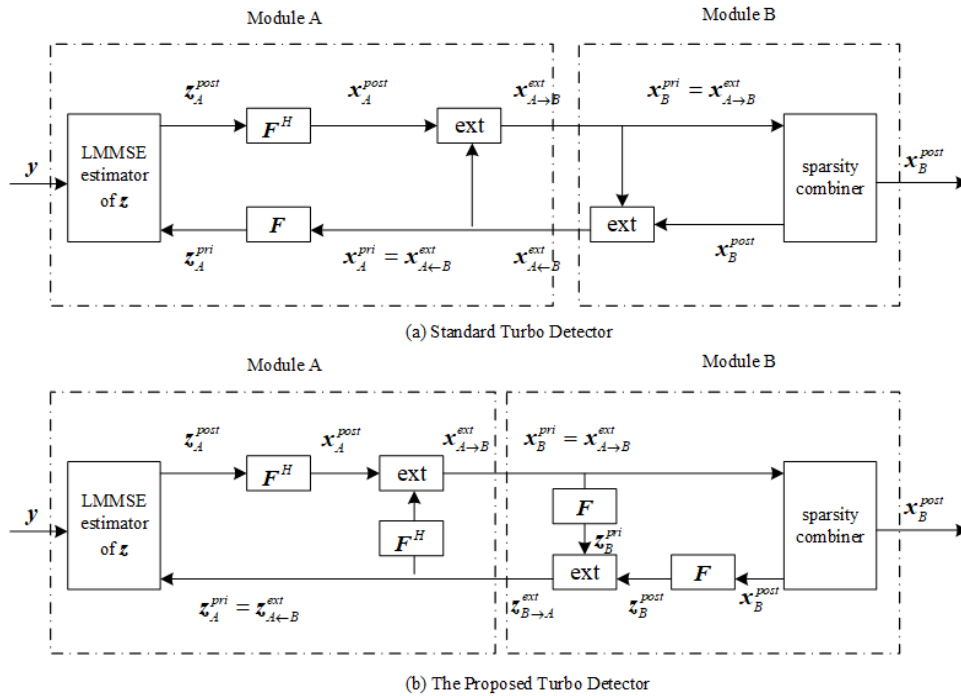 Module A
Module B
z_A^{post}
x_A^{post}
x_{A→B}^{ext}
x_B^{pri} = x_{A→B}^{ext}
F^H
ext
y
LMMSE
estimator
of z
sparsity
combiner
x_B^{post}
F
ext
z_A^{pri}
x_A^{pri} = x_{A←B}^{ext}
x_{A←B}^{ext}
x_B^{post}
(a) Standard Turbo Detector
Module A
Module B
z_A^{post}
x_A^{post}
x_{A→B}^{ext}
x_B^{pri} = x_{A→B}^{ext}
F^H
ext
F
y
LMMSE
estimator
of z
F^H
z_B^{pri}
sparsity
combiner
x_B^{post}
ext
F
z_A^{pri} = z_{A←B}^{ext}
z_{B→A}^{ext}
z_B^{post}
x_B^{post}
(b) The Proposed Turbo Detector